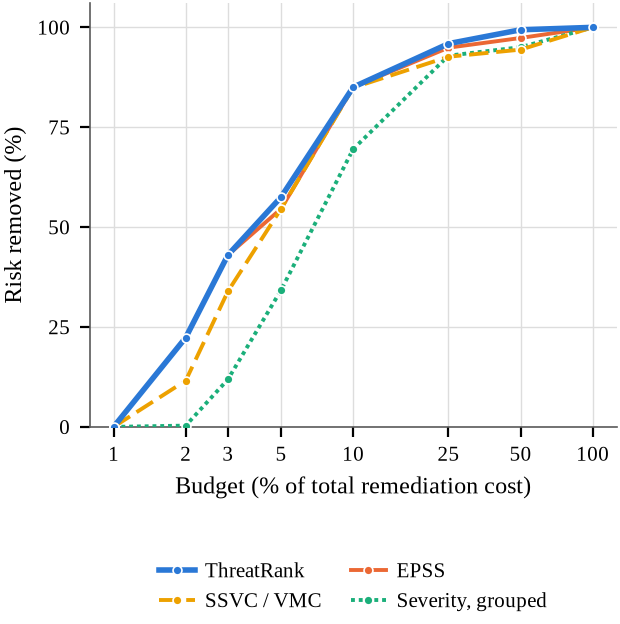 Risk removed (%)
100
75
50
25
0
1 2 3 5 10 25 50 100
Budget (% of total remediation cost)
ThreatRank EPSS
SSVC / VMC Severity, grouped